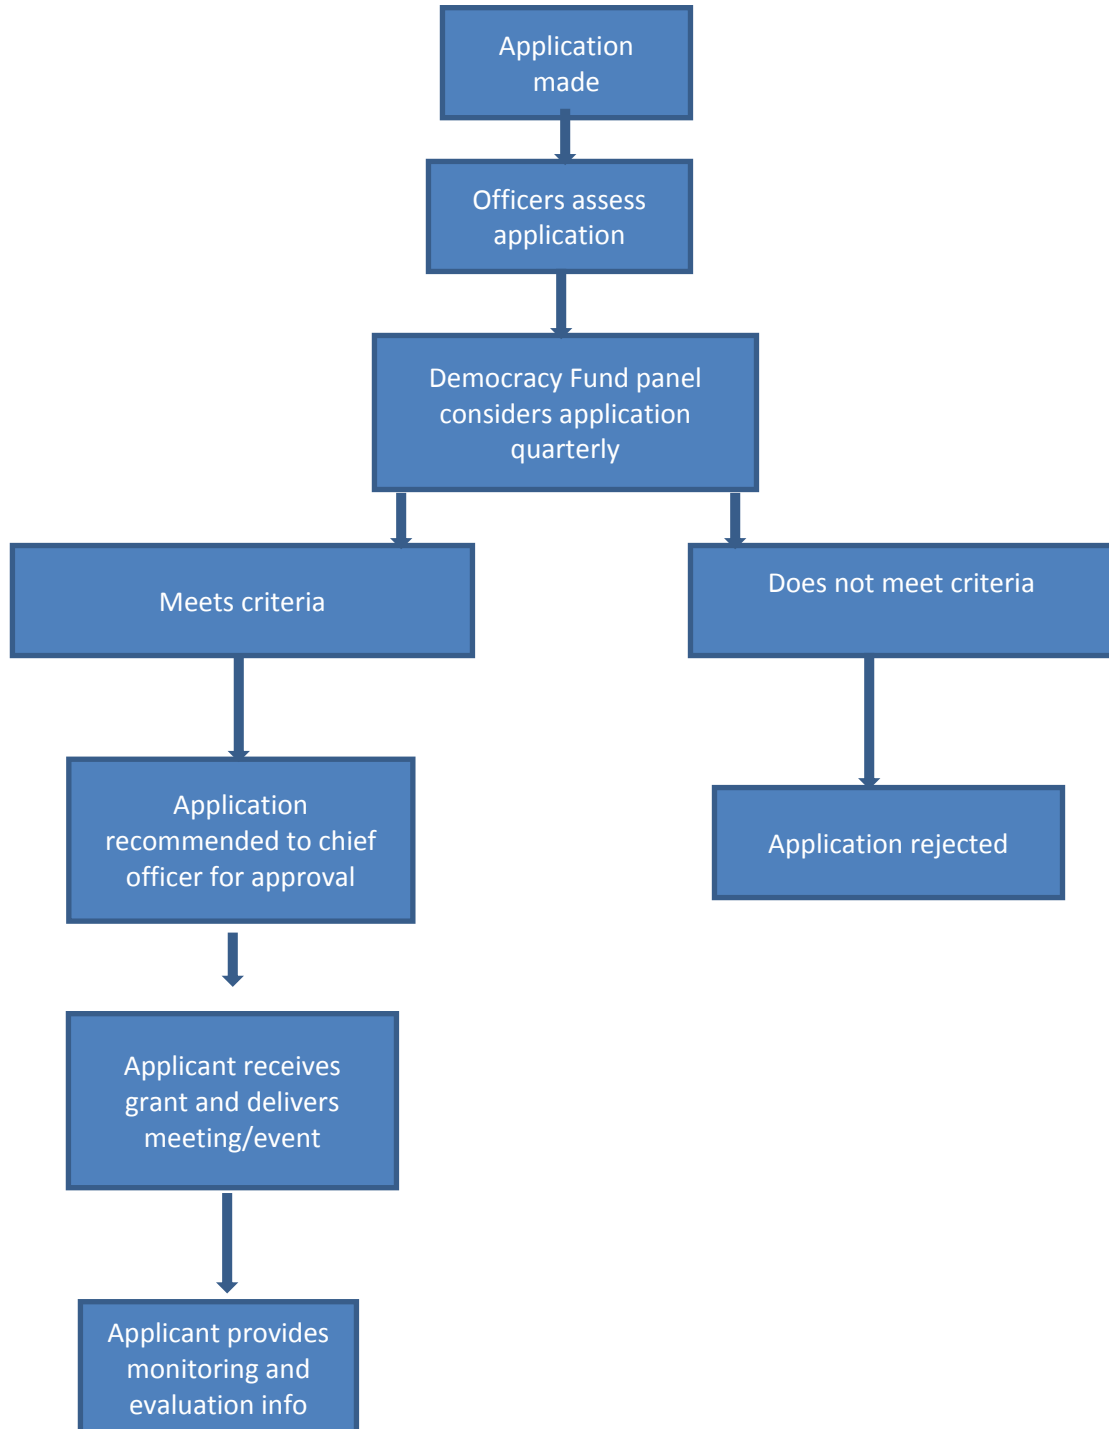 Application
made
Officers assess
application
Democracy Fund panel
considers application
quarterly
Meets criteria
Does not meet criteria
Application
recommended to chief
officer for approval
Application rejected
Applicant receives
grant and delivers
meeting/event
Applicant provides
monitoring and
evaluation info